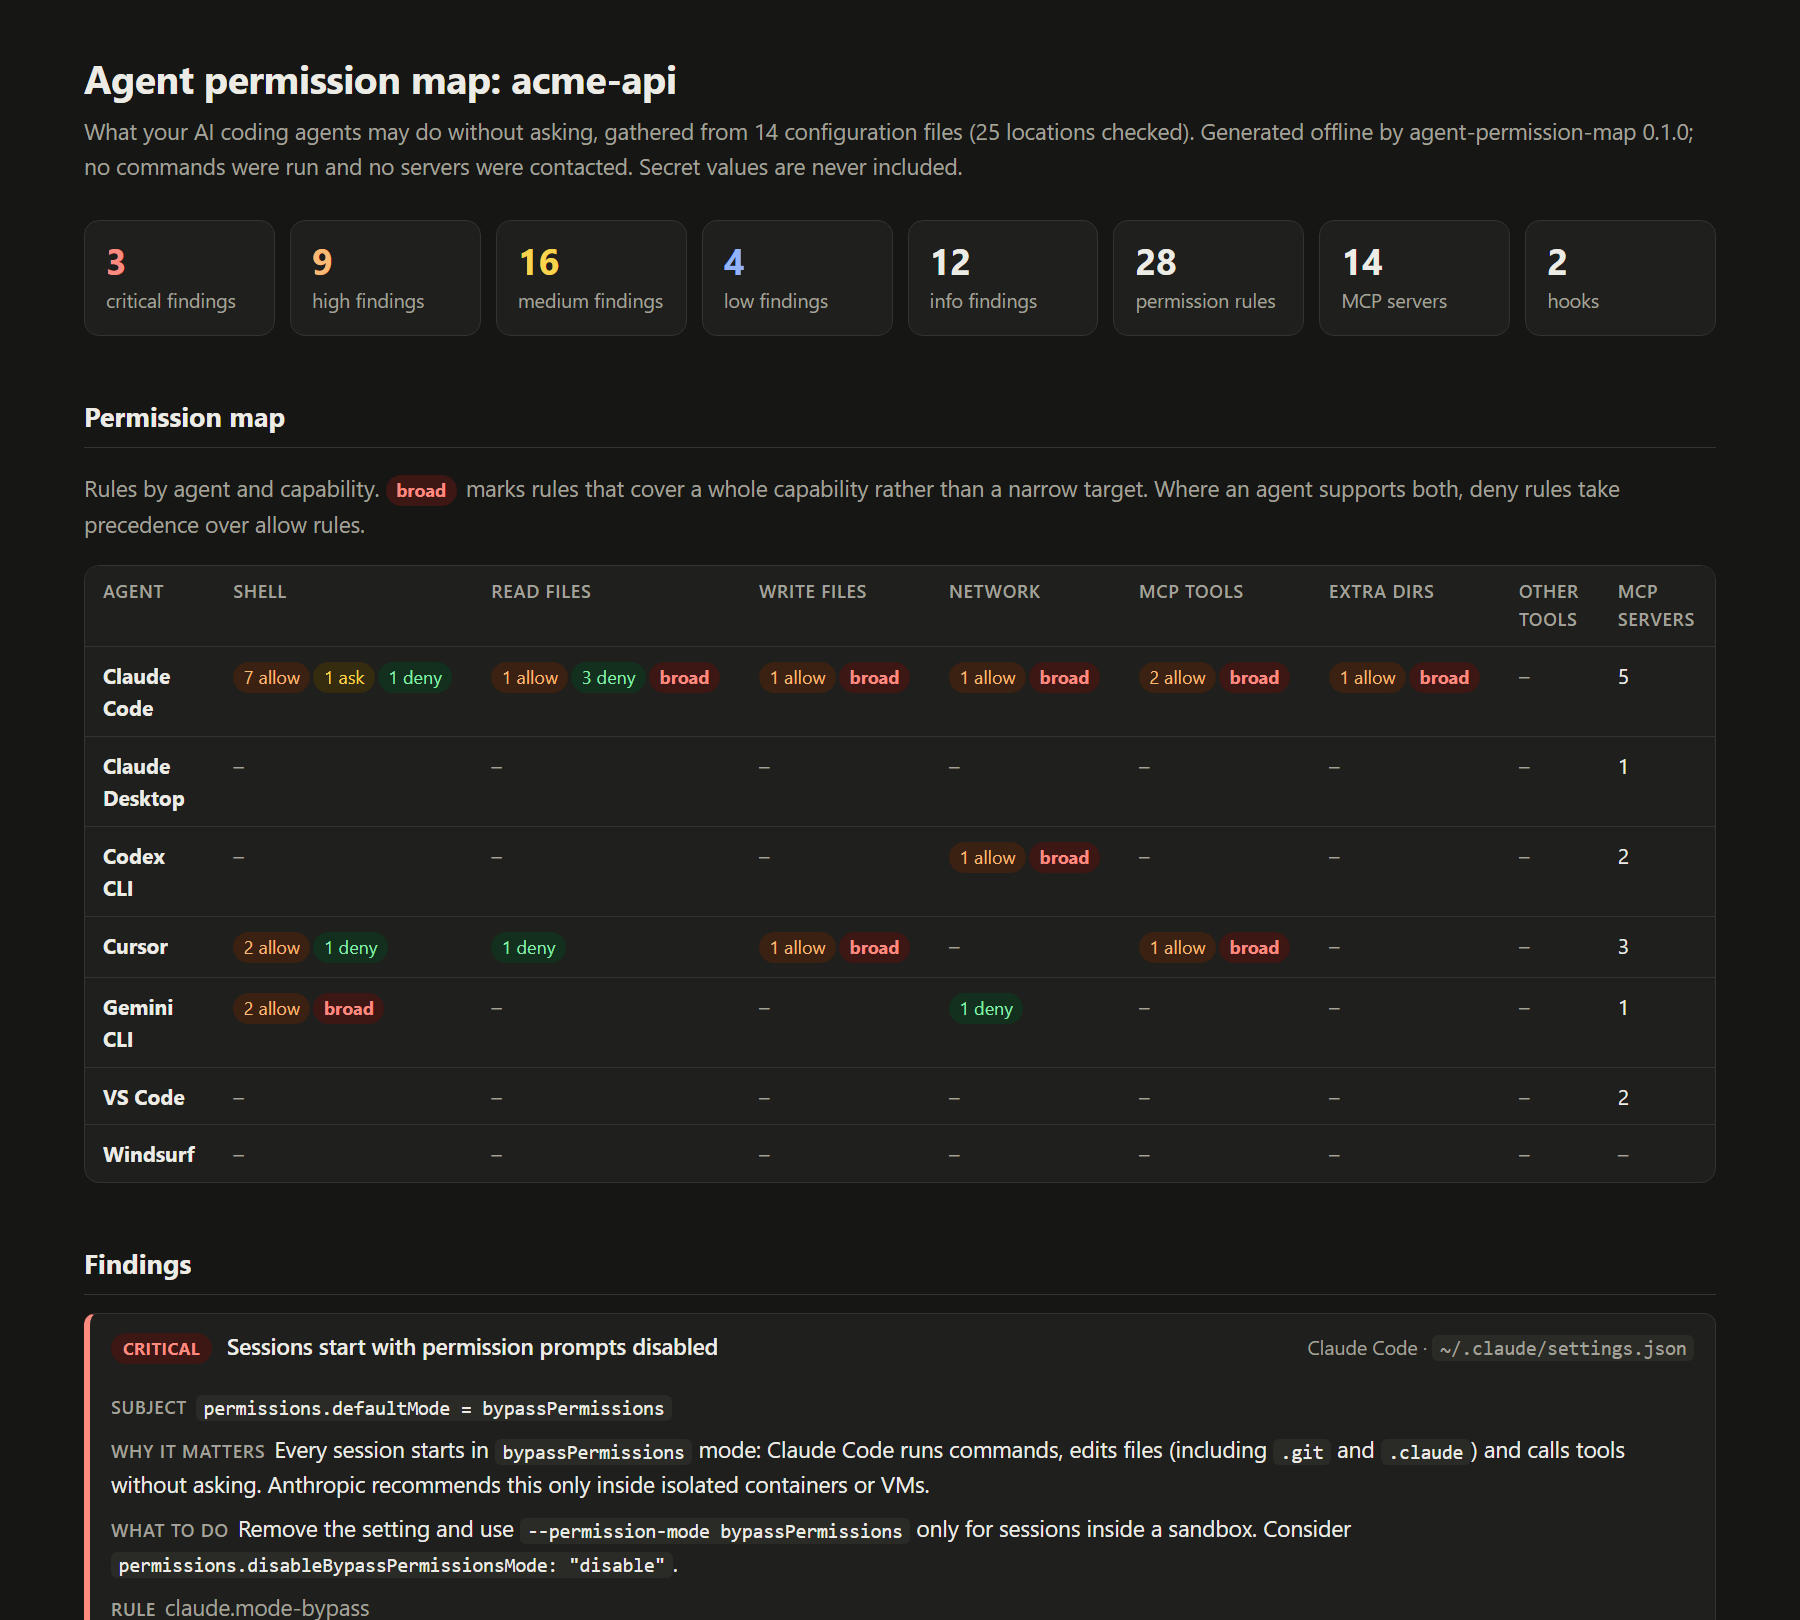 Agent permission map: acme-api
What your AI coding agents may do without asking, gathered from 14 configuration files (25 locations checked). Generated offline by agent-permission-map 0.1.0;
no commands were run and no servers were contacted. Secret values are never included.
3 9 16 4 12 28 14 2
critical findings high findings medium findings low findings info findings permission rules MCP servers hooks
Permission map
Rules by agent and capability. broad marks rules that cover a whole capability rather than a narrow target. Where an agent supports both, deny rules take
precedence over allow rules.
AGENT SHELL READ FILES WRITE FILES NETWORK MCP TOOLS EXTRA DIRS OTHER MCP
TOOLS SERVERS
Claude 7 allow 1 ask 1 deny 1 allow 3 deny broad 1 allow broad 1 allow broad 2 allow broad 1 allow broad – 5
Code
Claude – – – – – – – 1
Desktop
Codex – – – 1 allow broad – – – 2
CLI
Cursor 2 allow 1 deny 1 deny 1 allow broad – 1 allow broad – – 3
Gemini 2 allow broad – – 1 deny – – – 1
CLI
VS Code – – – – – – – 2
Windsurf – – – – – – – –
Findings
CRITICAL Sessions start with permission prompts disabled Claude Code · ~/.claude/settings.json
SUBJECT permissions.defaultMode = bypassPermissions
WHY IT MATTERS Every session starts in bypassPermissions mode: Claude Code runs commands, edits files (including .git and .claude) and calls tools
without asking. Anthropic recommends this only inside isolated containers or VMs.
WHAT TO DO Remove the setting and use --permission-mode bypassPermissions only for sessions inside a sandbox. Consider
permissions.disableBypassPermissionsMode: "disable".
RULE claude.mode-bypass